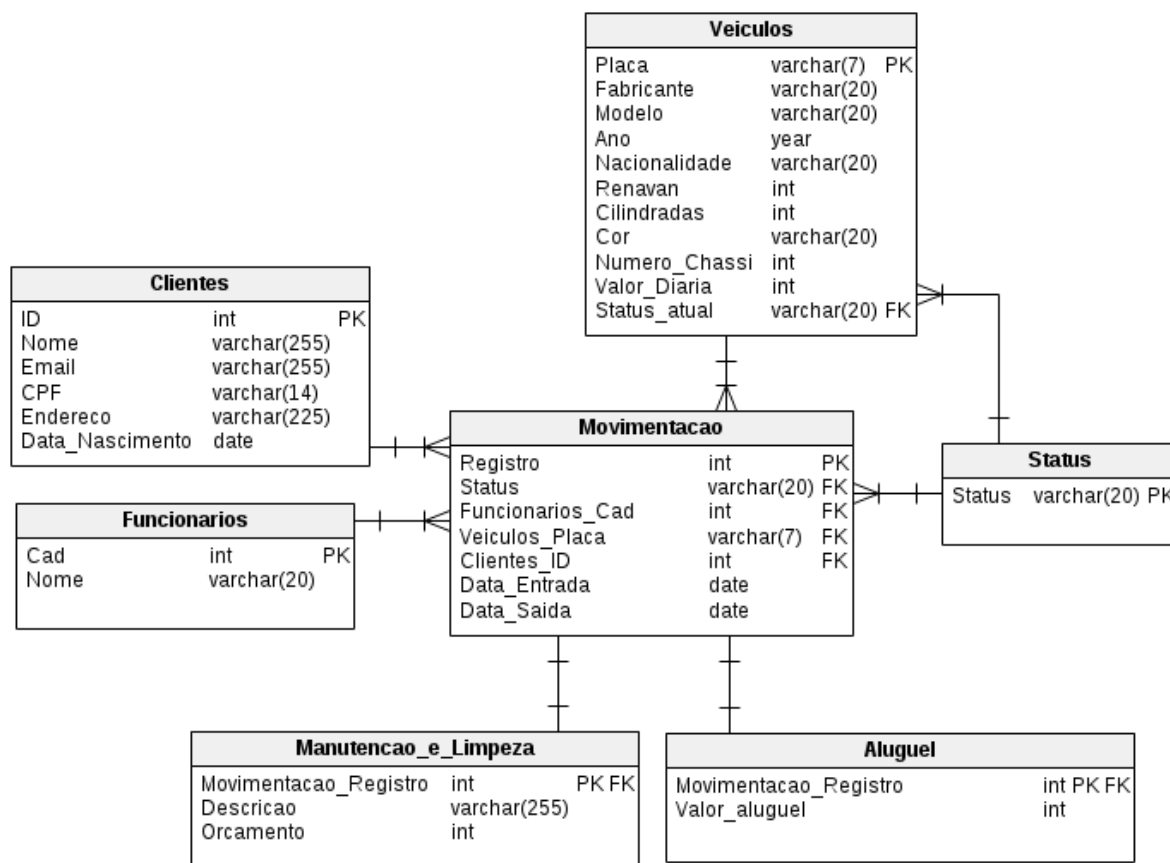 Veiculos
Placa varchar(7) PK
Fabricante varchar(20)
Modelo varchar(20)
Ano year
Nacionalidade varchar(20)
Renavan int
Cilindradas int
Cor varchar(20)
Numero_Chassi int
Valor_Diaria int
Status_atual varchar(20) FK
Clientes
ID int PK
Nome varchar(255)
Email varchar(255)
CPF varchar(14)
Endereco varchar(225)
Data_Nascimento date
Movimentacao
Registro int PK
Status varchar(20) FK
Funcionarios_Cad int FK
Veiculos_Placa varchar(7) FK
Clientes_ID int FK
Data_Entrada date
Data_Saida date
Status
Status varchar(20) PK
Funcionarios
Cad int PK
Nome varchar(20)
Manutencao_e_Limpeza
Movimentacao_Registro int PK FK
Descricao varchar(255)
Orcamento int
Aluguel
Movimentacao_Registro int PK FK
Valor_aluguel int